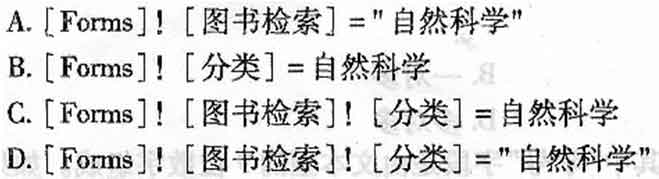 A. [Forms]! [图书检索] = " 自然科学"
B. [Forms]! [分类] = 自然科学
C. [Forms]! [图书检索]! [分类] = 自然科学
D. [Forms]! [图书检索]! [分类] = " 自然科学"